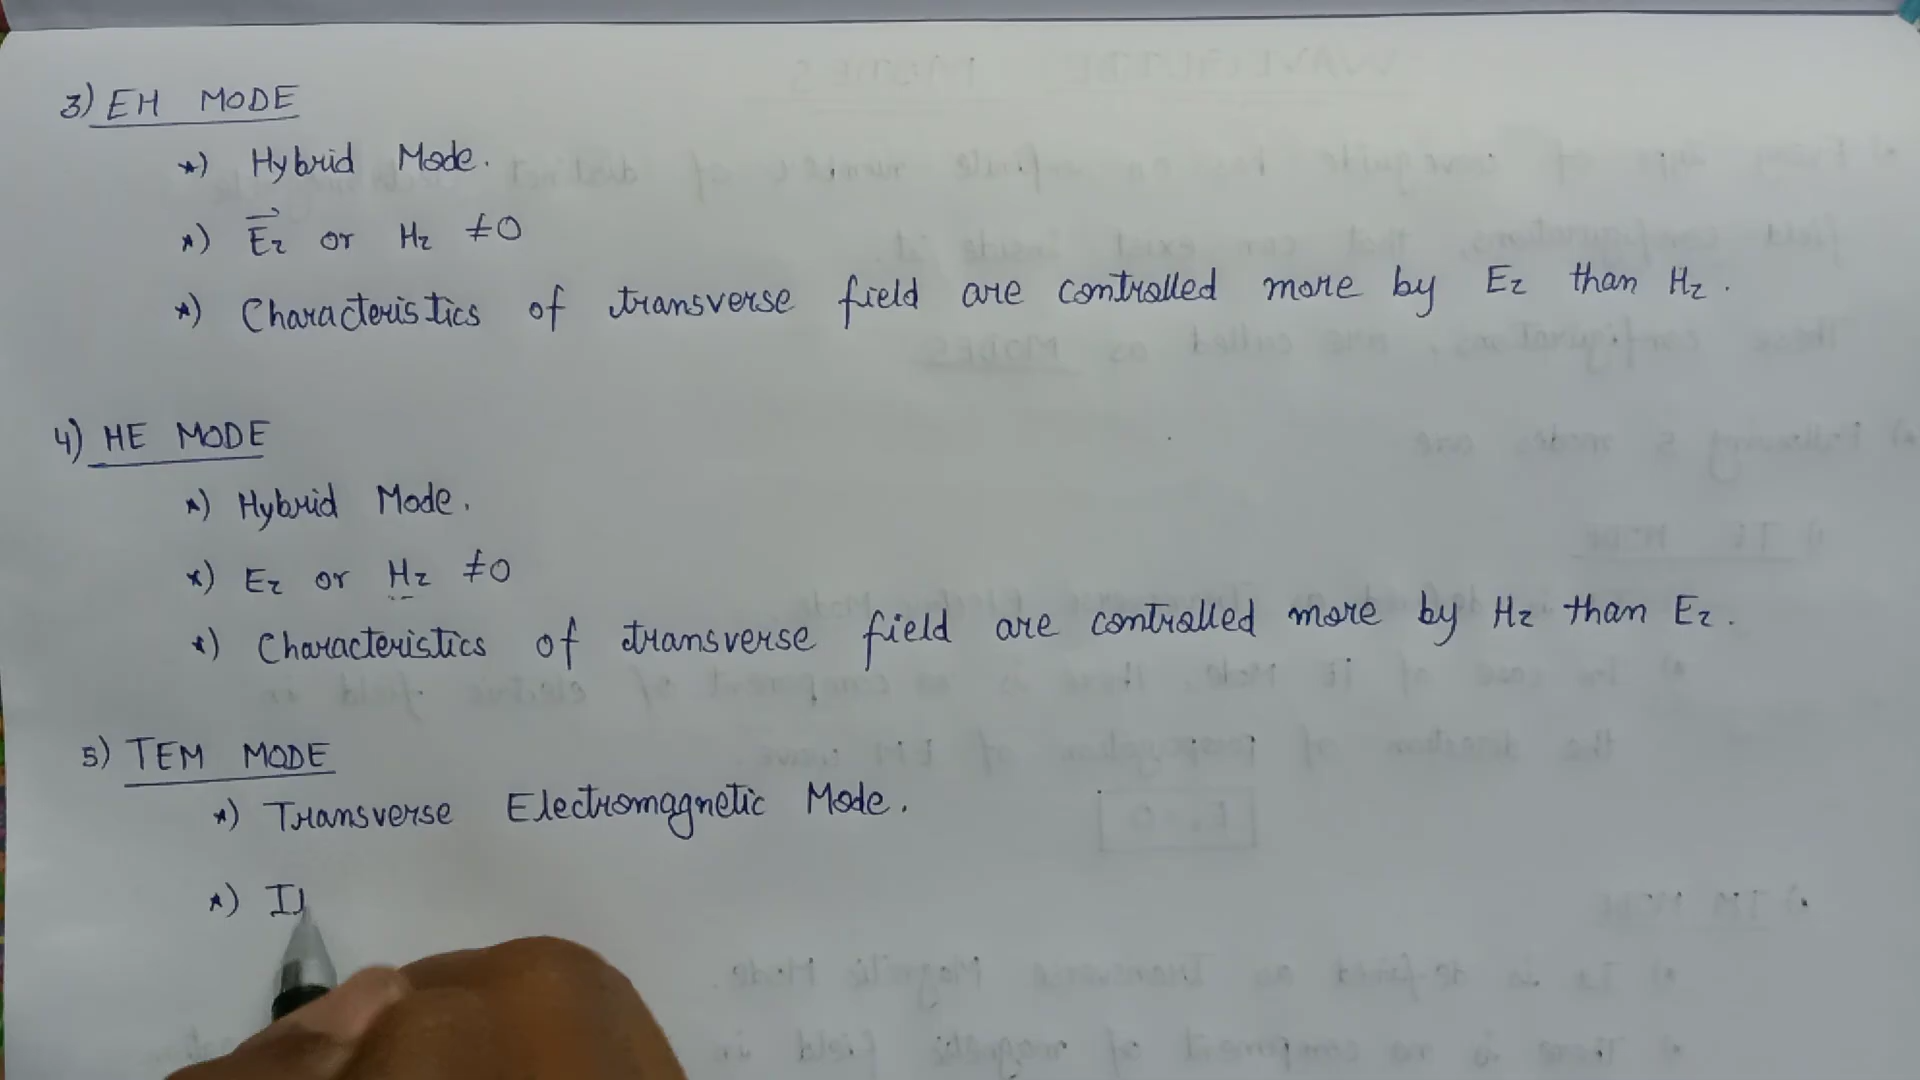 3) EH MODE
*) Hybrid Mode.
*) E⃗z or Hz ≠0
*) Characteristics of transverse field are controlled more by Ez than Hz.
4) HE MODE
*) Hybrid Mode.
*) Ez or Hz ≠0
*) Characteristics of transverse field are controlled more by Hz than Ez.
5) TEM MODE
*) Transverse Electromagnetic Mode.
*)